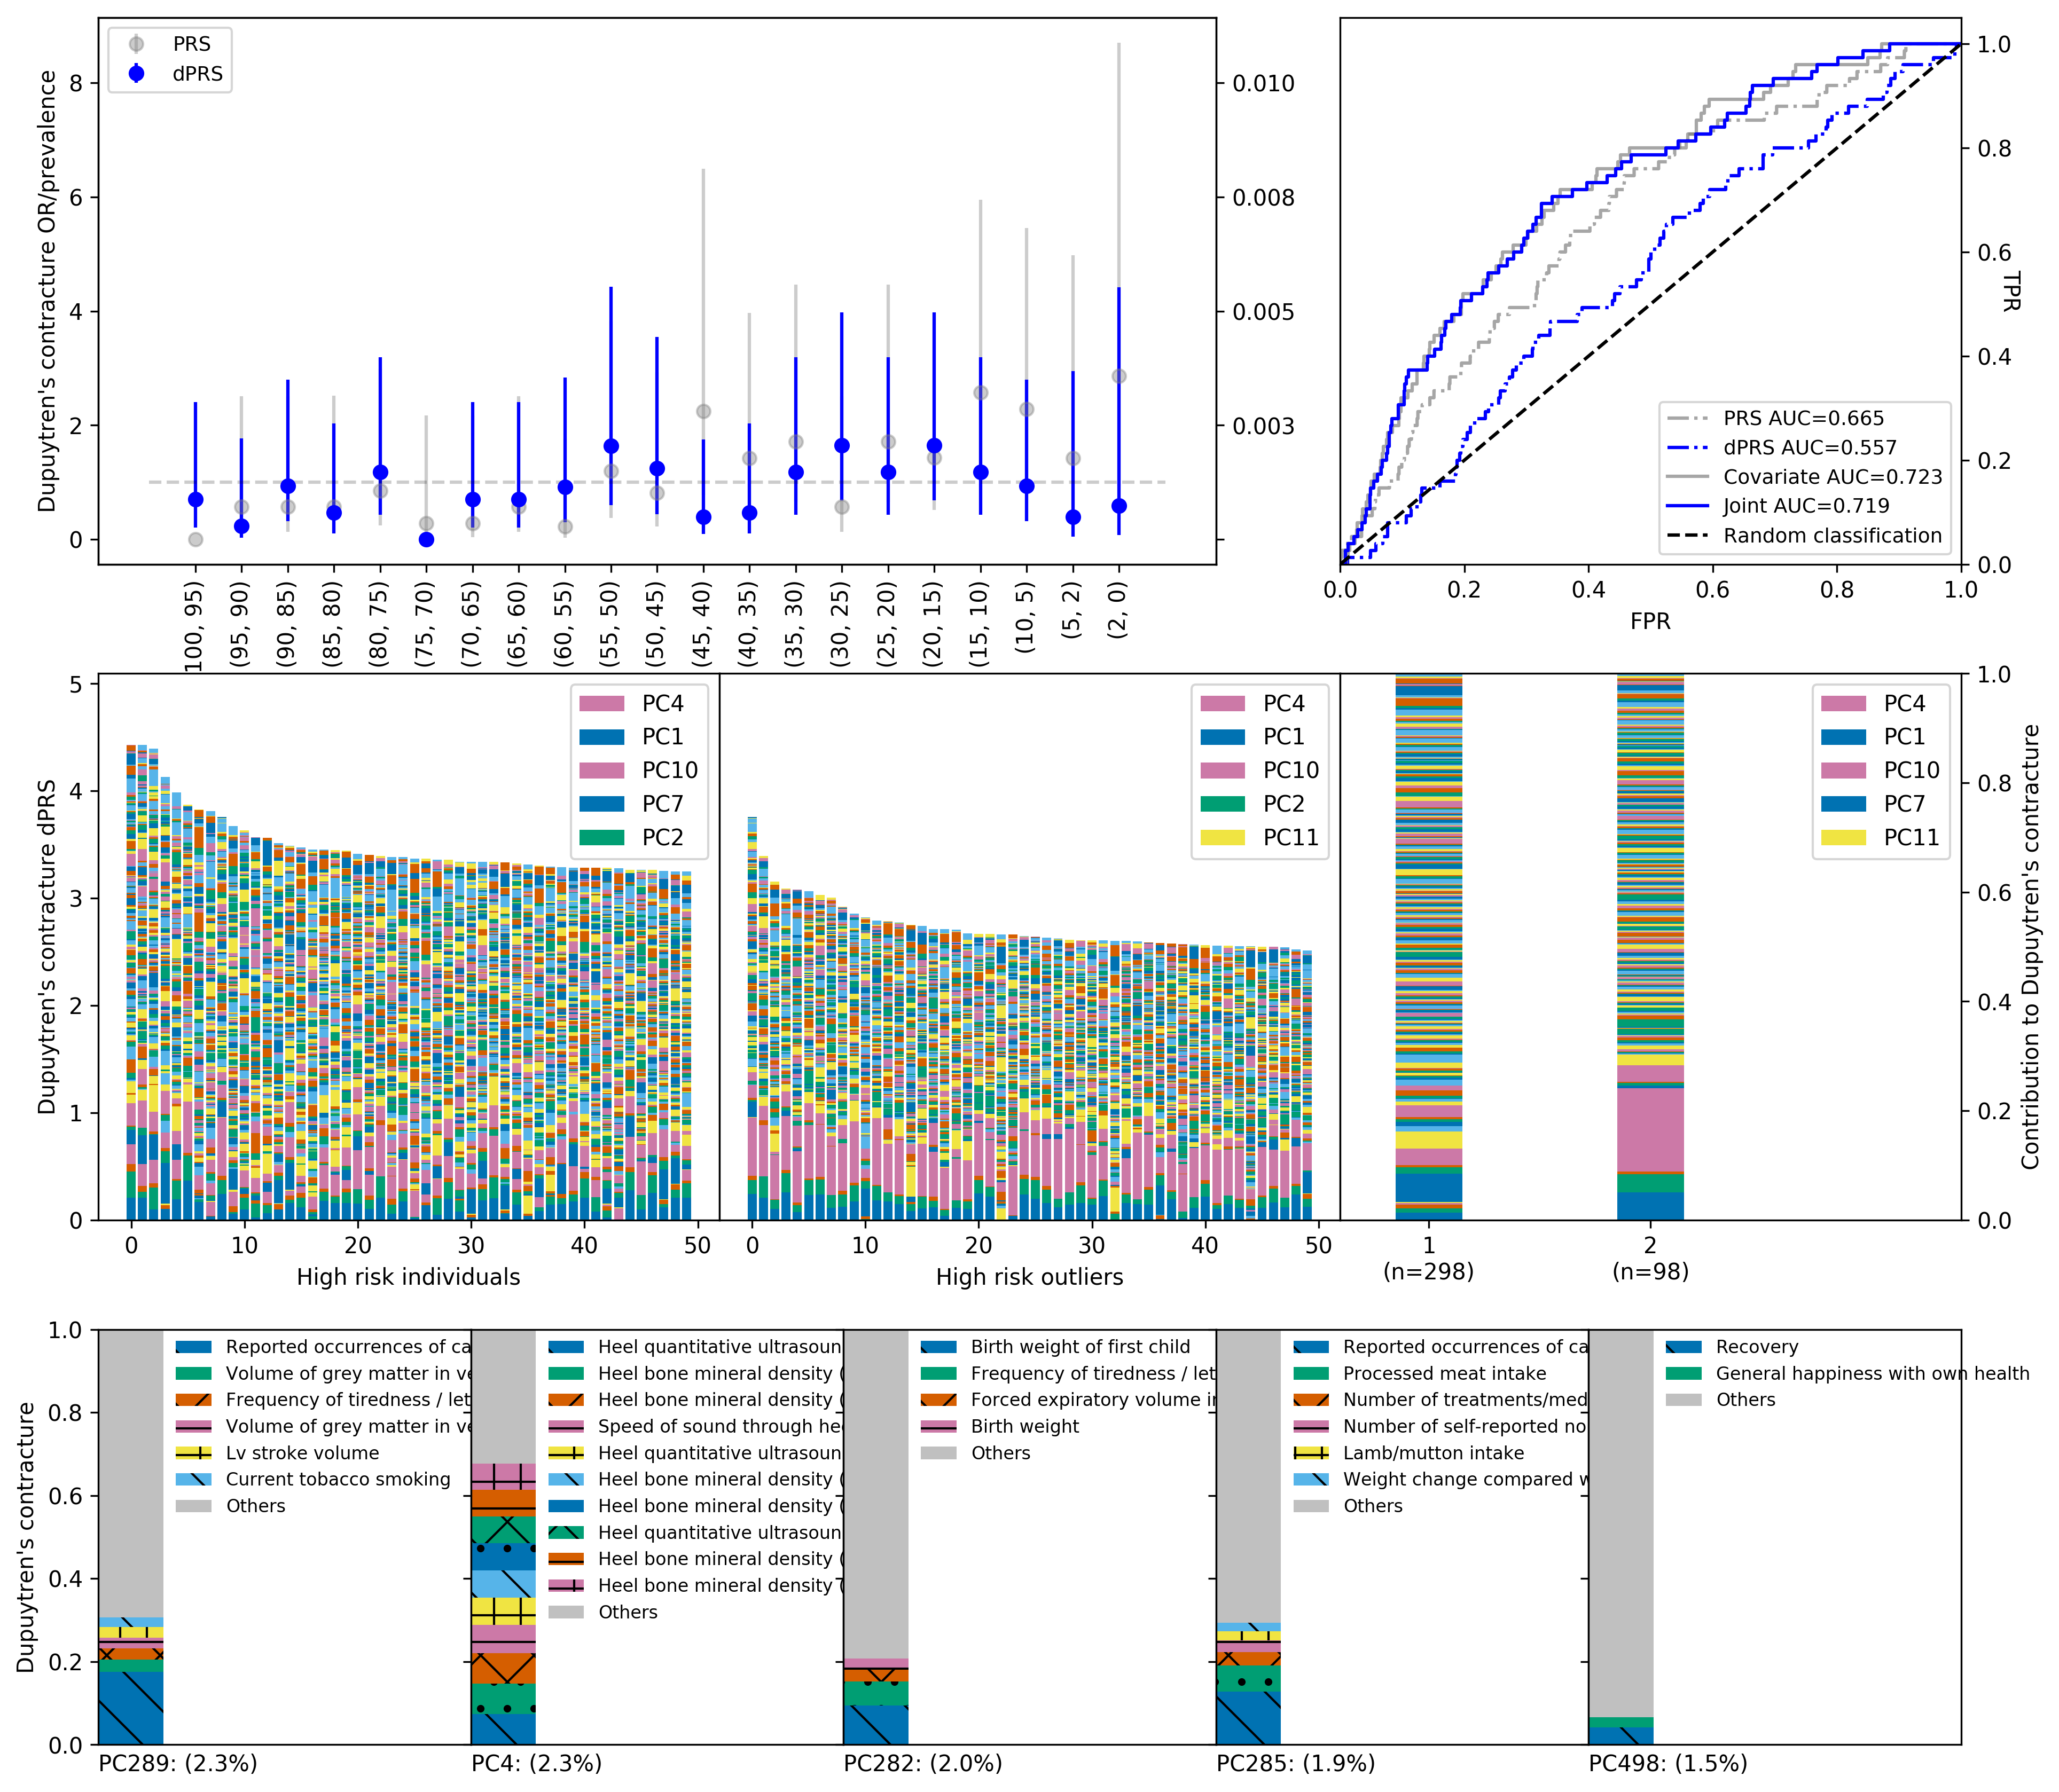 PRS
dPRS
Dupuytren's contracture OR/prevalence
8
6
4
2
0
0.010
0.008
0.005
0.003
100, 95)
(95, 90)
(90, 85)
(85, 80)
(80, 75)
(75, 70)
(70, 65)
(65, 60)
(60, 55)
(55, 50)
(50, 45)
(45, 40)
(40, 35)
(35, 30)
(30, 25)
(25, 20)
(20, 15)
(15, 10)
(10, 5)
(5, 2)
(2, 0)
PRS AUC=0.665
dPRS AUC=0.557
Covariate AUC=0.723
Joint AUC=0.719
Random classification
1.0
0.8
0.6
0.4
0.2
0.0
TPR
0.0 0.2 0.4 0.6 0.8 1.0
FPR
Dupuytren's contracture dPRS
5
4
3
2
1
0
PC4
PC1
PC10
PC7
PC2
0 10 20 30 40 50
High risk individuals
PC4
PC1
PC10
PC2
PC11
0 10 20 30 40 50
High risk outliers
PC4
PC1
PC10
PC7
PC11
1 2
(n=298) (n=98)
1.0
0.8
0.6
0.4
0.2
0.0
Contribution to Dupuytren's contracture
Dupuytren's contracture
1.0
0.8
0.6
0.4
0.2
0.0
Reported occurrences of ca
Volume of grey matter in ve
Frequency of tiredness / let
Volume of grey matter in ve
Lv stroke volume
Current tobacco smoking
Others
PC289: (2.3%)
Heel quantitative ultrasoun
Heel bone mineral density (
Heel bone mineral density (
Speed of sound through hee
Heel quantitative ultrasoun
Heel bone mineral density (
Heel bone mineral density (
Heel quantitative ultrasoun
Heel bone mineral density (
Heel bone mineral density (
Others
PC4: (2.3%)
Birth weight of first child
Frequency of tiredness / let
Forced expiratory volume in
Birth weight
Others
PC282: (2.0%)
Reported occurrences of ca
Processed meat intake
Number of treatments/med
Number of self-reported no
Lamb/mutton intake
Weight change compared w
Others
PC285: (1.9%)
Recovery
General happiness with own health
Others
PC498: (1.5%)